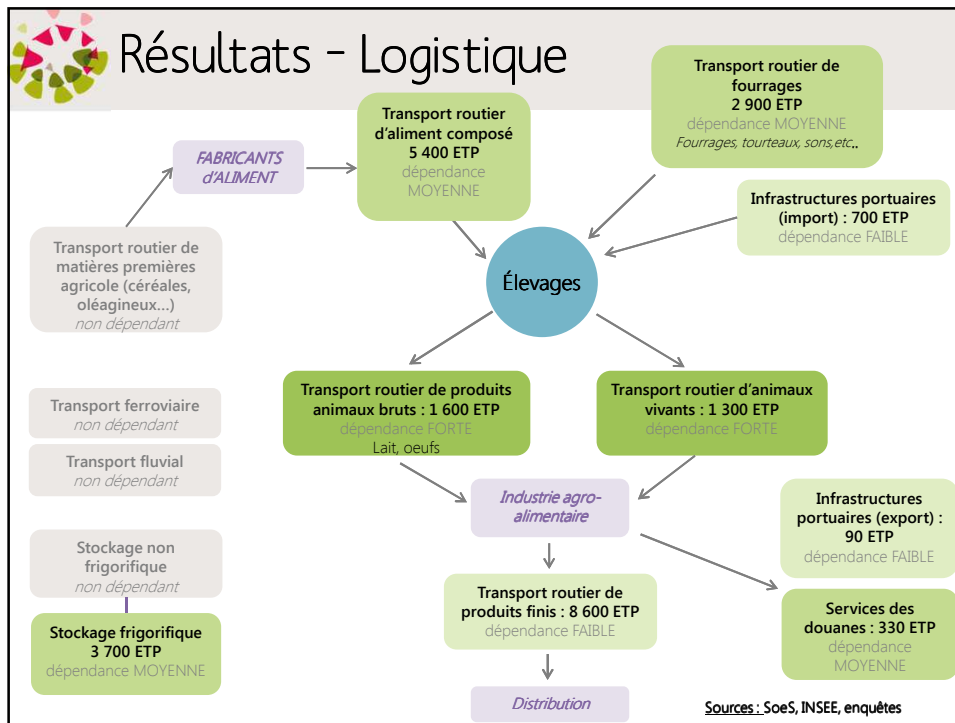 Résultats – Logistique
Transport routier de
fourrages
2 900 ETP
dépendance MOYENNE
Fourrages, tourteaux, sons,etc..
Transport routier
d'aliment composé
5 400 ETP
dépendance
MOYENNE
FABRICANTS
d'ALIMENT
Infrastructures portuaires
(import) : 700 ETP
dépendance FAIBLE
Transport routier de
matières premières
agricole (céréales,
oléagineux...)
non dépendant
Élevages
Transport routier de produits
animaux bruts : 1 600 ETP
dépendance FORTE
Lait, oeufs
Transport routier d'animaux
vivants : 1 300 ETP
dépendance FORTE
Transport ferroviaire
non dépendant
Transport fluvial
non dépendant
Industrie agro-
alimentaire
Infrastructures
portuaires (export) :
90 ETP
dépendance FAIBLE
Stockage non
frigorifique
non dépendant
Transport routier de
produits finis : 8 600 ETP
dépendance FAIBLE
Services des
douanes : 330 ETP
dépendance
MOYENNE
Stockage frigorifique
3 700 ETP
dépendance MOYENNE
Distribution
Sources : SoeS, INSEE, enquêtes